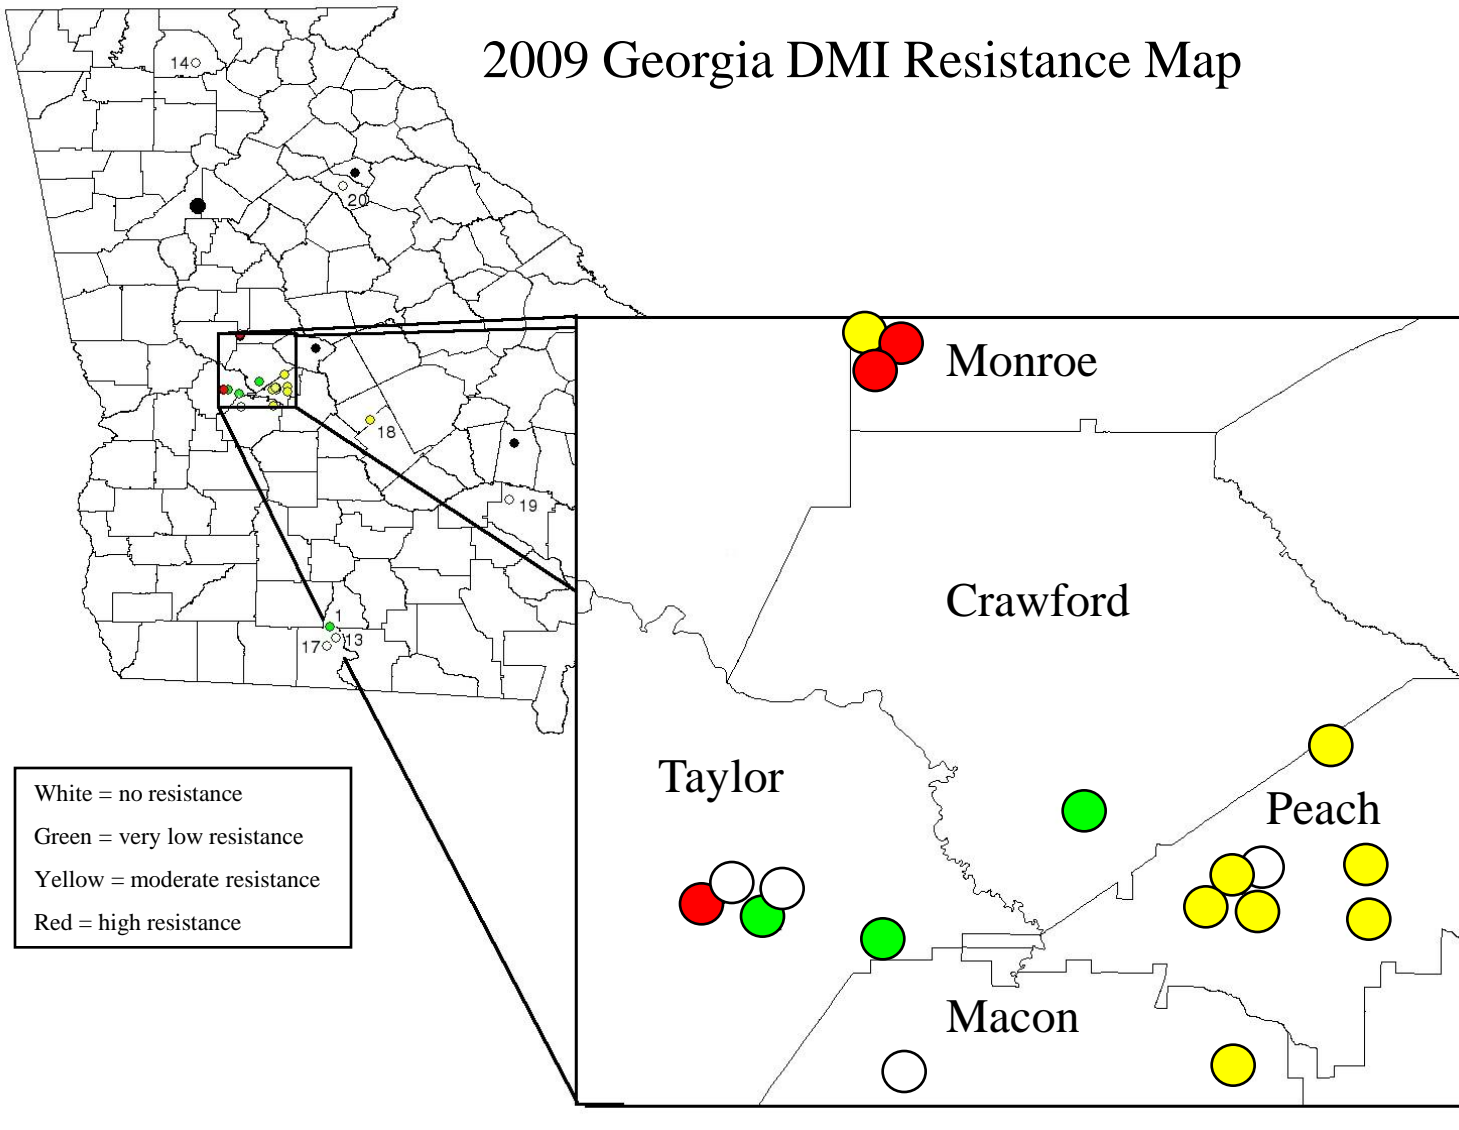 2009 Georgia DMI Resistance Map
14
20
18
19
1
13
17
Monroe
Crawford
Taylor
Peach
Macon
White = no resistance
Green = very low resistance
Yellow = moderate resistance
Red = high resistance